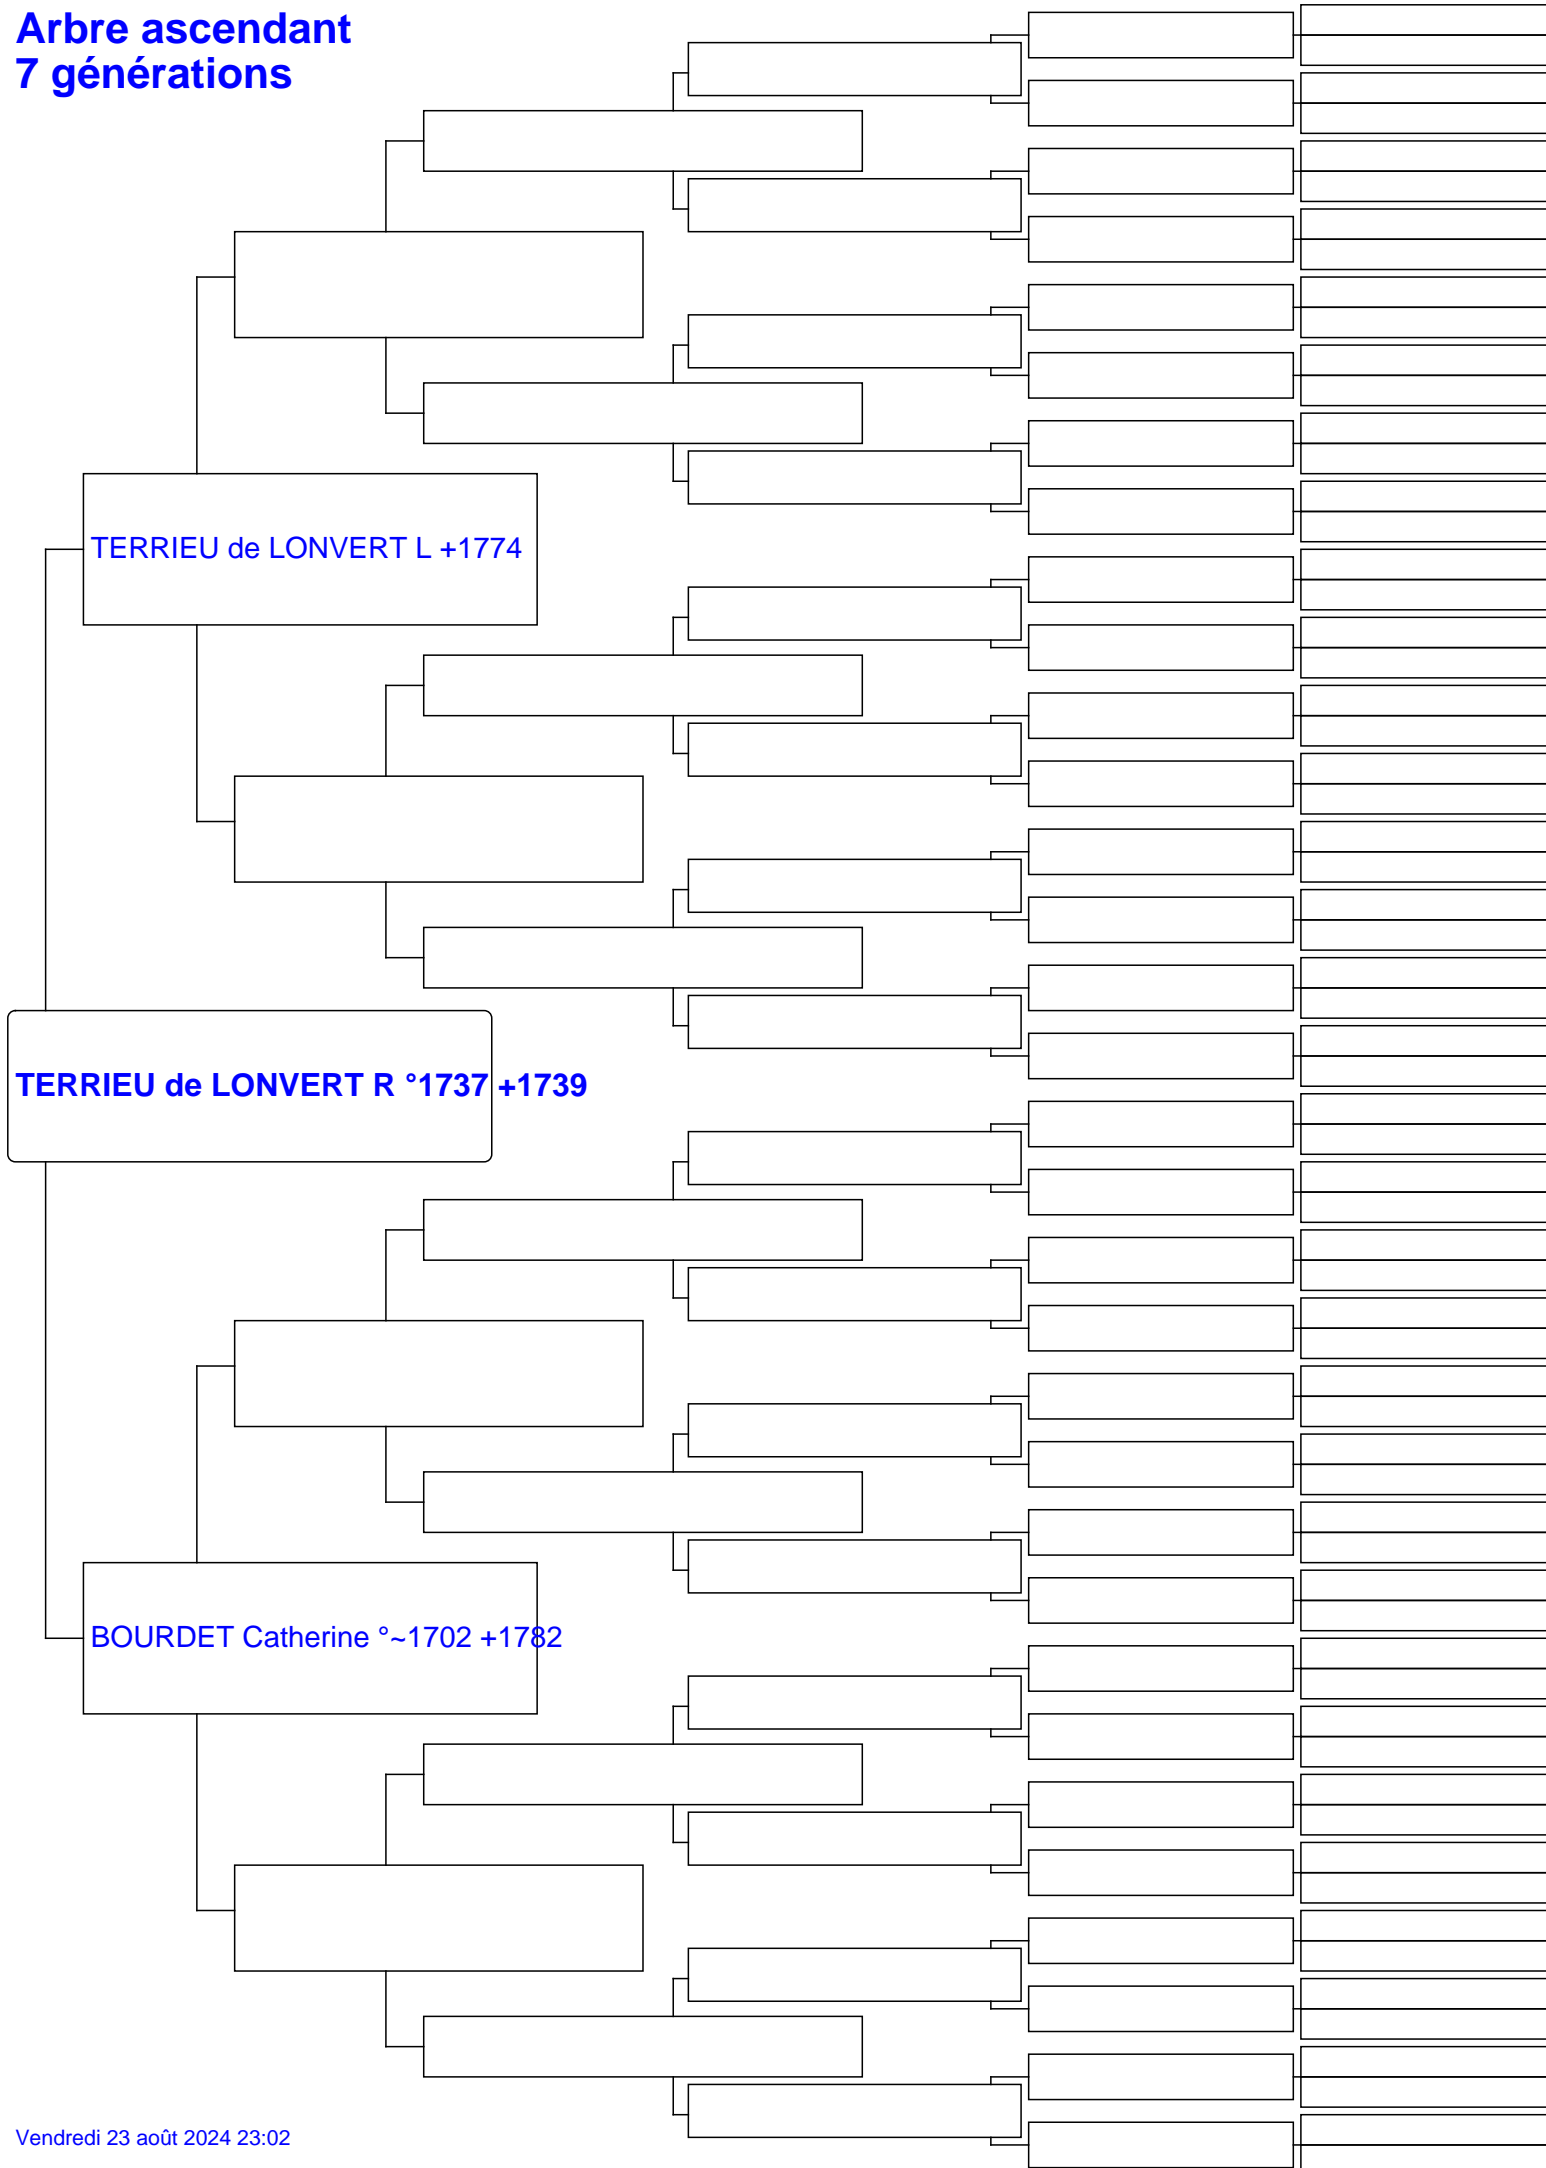 Arbre ascendant
7 générations
TERRIEU de LONVERT L +1774
TERRIEU de LONVERT R °1737 +1739
BOURDET Catherine °~1702 +1782
Vendredi 23 août 2024 23:02